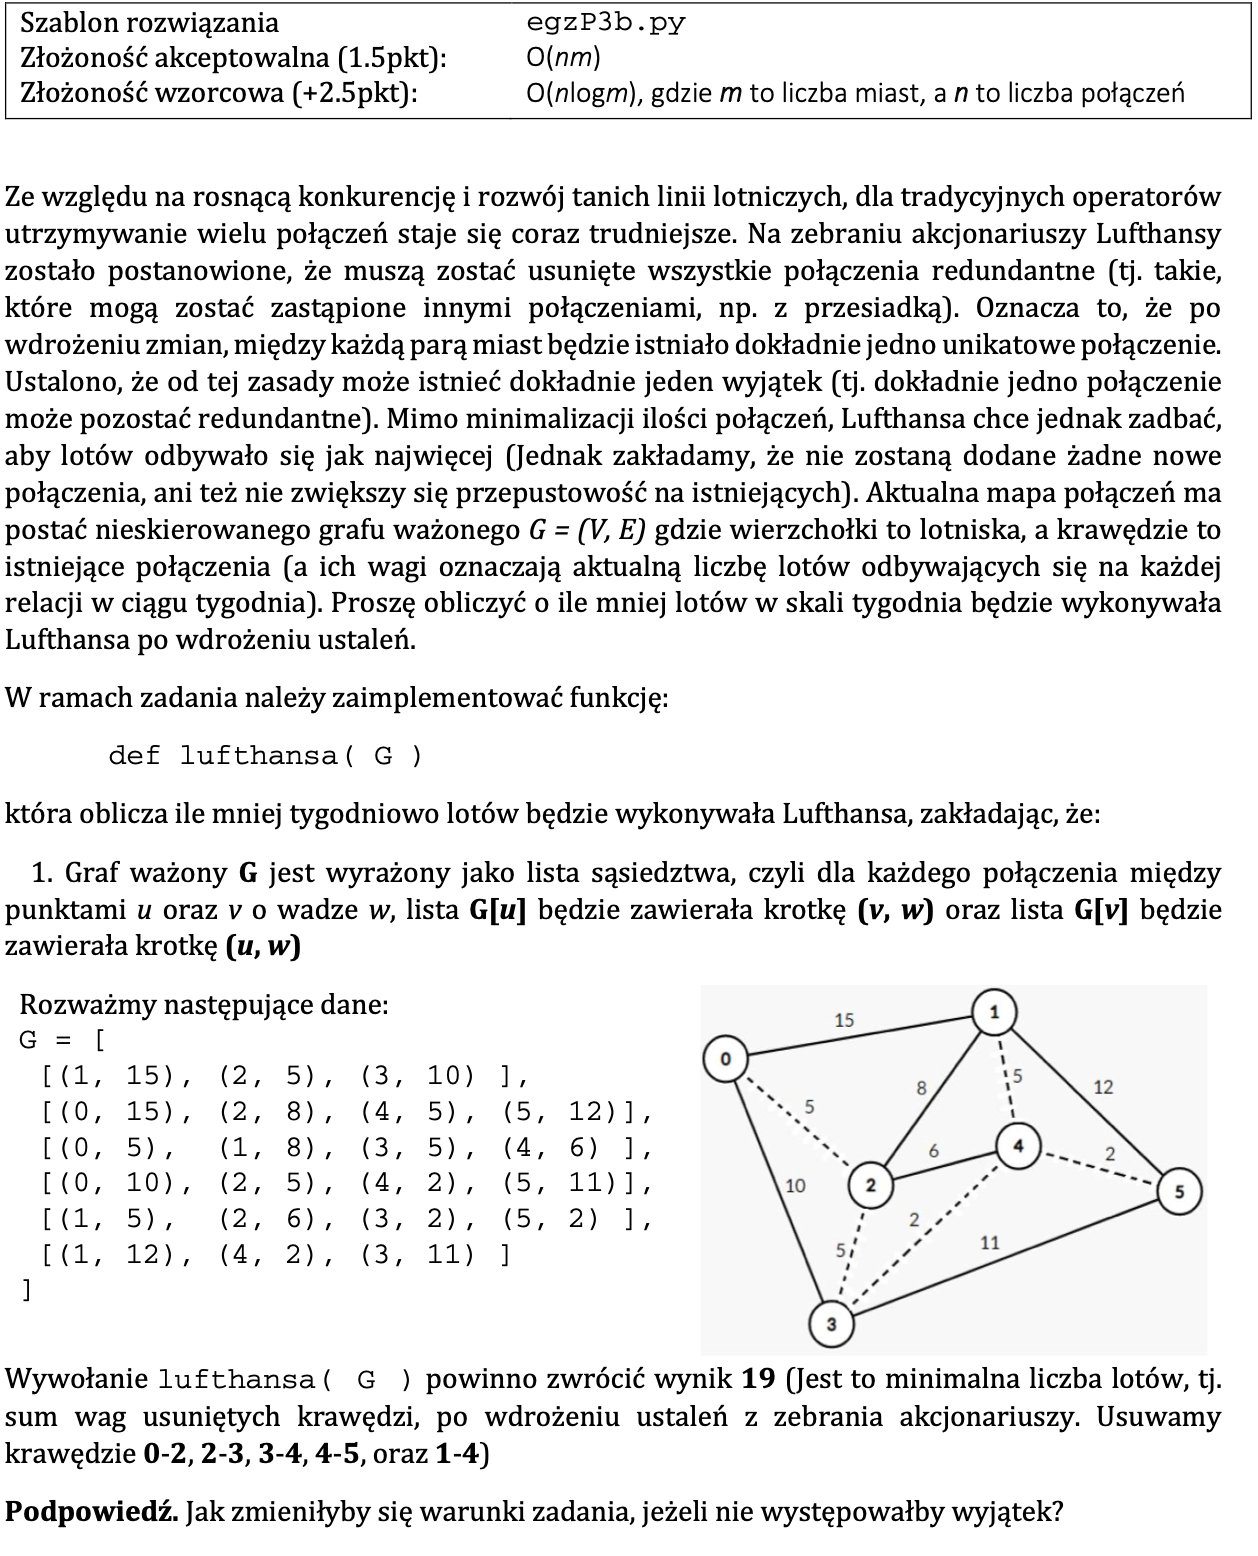 Szablon rozwiązania egzP3b.py
Złożoność akceptowalna (1.5pkt): O(nm)
Złożoność wzorcowa (+2.5pkt): O(nlogm), gdzie m to liczba miast, a n to liczba połączeń
Ze względu na rosnącą konkurencję i rozwój tanich linii lotniczych, dla tradycyjnych operatorów
utrzymywanie wielu połączeń staje się coraz trudniejsze. Na zebraniu akcjonariuszy Lufthansy
zostało postanowione, że muszą zostać usunięte wszystkie połączenia redundantne (tj. takie,
które mogą zostać zastąpione innymi połączeniami, np. z przesiadką). Oznacza to, że po
wdrożeniu zmian, między każdą parą miast będzie istniało dokładnie jedno unikatowe połączenie.
Ustalono, że od tej zasady może istnieć dokładnie jeden wyjątek (tj. dokładnie jedno połączenie
może pozostać redundantne). Mimo minimalizacji ilości połączeń, Lufthansa chce jednak zadbać,
aby lotów odbywało się jak najwięcej (Jednak zakładamy, że nie zostaną dodane żadne nowe
połączenia, ani też nie zwiększy się przepustowość na istniejących). Aktualna mapa połączeń ma
postać nieskierowanego grafu ważonego G = (V, E) gdzie wierzchołki to lotniska, a krawędzie to
istniejące połączenia (a ich wagi oznaczają aktualną liczbę lotów odbywających się na każdej
relacji w ciągu tygodnia). Proszę obliczyć o ile mniej lotów w skali tygodnia będzie wykonywała
Lufthansa po wdrożeniu ustaleń.
W ramach zadania należy zaimplementować funkcję:
def lufthansa( G )
która oblicza ile mniej tygodniowo lotów będzie wykonywała Lufthansa, zakładając, że:
1. Graf ważony G jest wyrażony jako lista sąsiedztwa, czyli dla każdego połączenia między
punktami u oraz v o wadze w, lista G[u] będzie zawierała krotkę (v, w) oraz lista G[v] będzie
zawierała krotkę (u, w)
Rozważmy następujące dane:
G = [
[(1, 15), (2, 5), (3, 10) ],
[(0, 15), (2, 8), (4, 5), (5, 12)],
[(0, 5), (1, 8), (3, 5), (4, 6) ],
[(0, 10), (2, 5), (4, 2), (5, 11)],
[(1, 5), (2, 6), (3, 2), (5, 2) ],
[(1, 12), (4, 2), (3, 11) ]
]
1
15
0
5
8
12
5
4
6
2
10
2
5
2
5
11
3
Wywołanie lufthansa( G ) powinno zwrócić wynik 19 (Jest to minimalna liczba lotów, tj.
sum wag usuniętych krawędzi, po wdrożeniu ustaleń z zebrania akcjonariuszy. Usuwamy
krawędzie 0-2, 2-3, 3-4, 4-5, oraz 1-4)
Podpowiedź. Jak zmieniłyby się warunki zadania, jeżeli nie występowałby wyjątek?